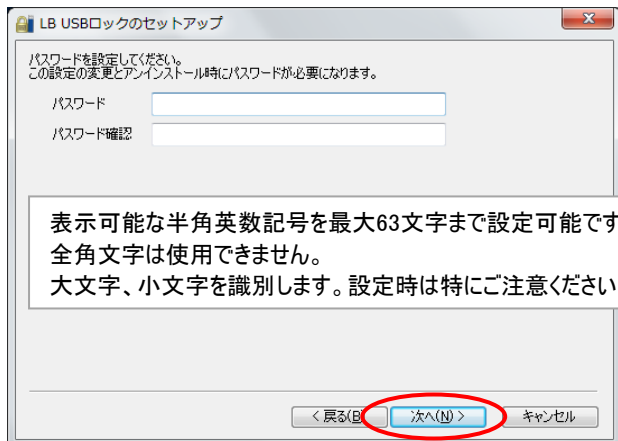 LB USBロックのセットアップ
パスワードを設定してください。
この設定の変更とアンインストール時にパスワードが必要になります。
パスワード
パスワード確認
表示可能な半角英数記号を最大63文字まで設定可能です
全角文字は使用できません。
大文字、小文字を識別します。設定時は特にご注意ください
< 戻る(B
次へ(N) >
キャンセル